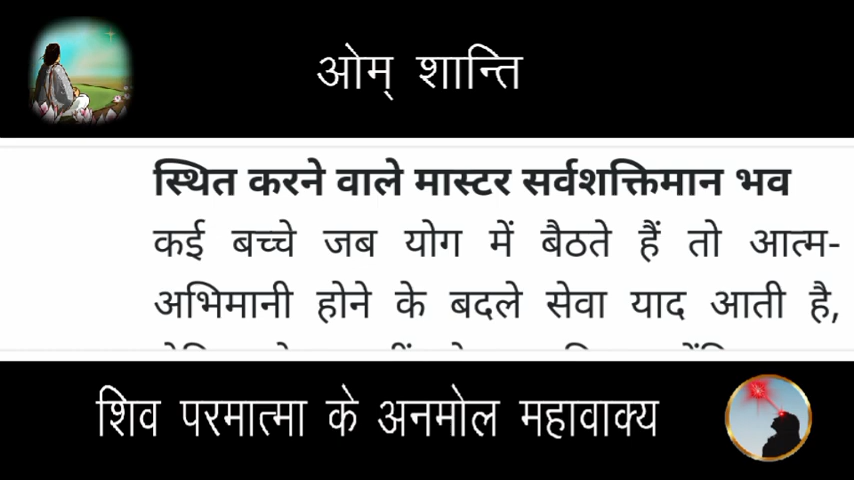 ओम् शान्ति
स्थित करने वाले मास्टर सर्वशक्तिमान भव
कई बच्चे जब योग में बैठते हैं तो आत्म-
अभिमानी होने के बदले सेवा याद आती है,
शिव परमात्मा के अनमोल महावाक्य